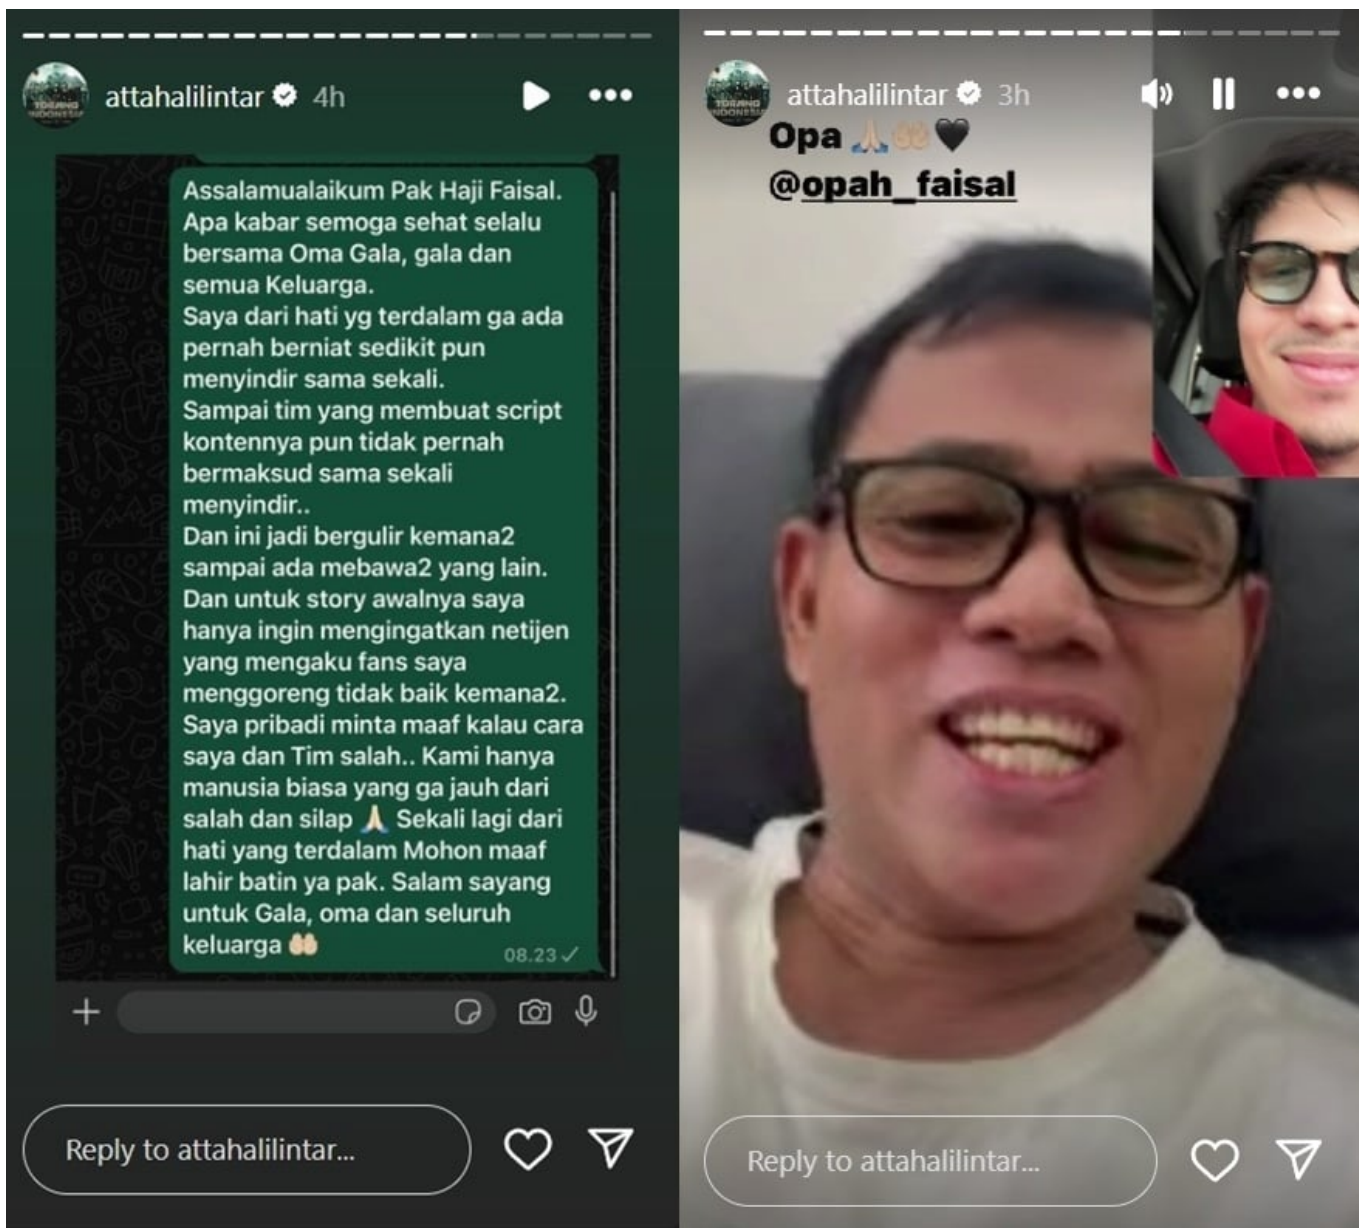 attahalilintar 4h
Assalamualaikum Pak Haji Faisal.
Apa kabar semoga sehat selalu
bersama Oma Gala, gala dan
semua Keluarga.
Saya dari hati yg terdalam ga ada
pernah berniat sedikit pun
menyindir sama sekali.
Sampai tim yang membuat script
kontennya pun tidak pernah
bermaksud sama sekali
menyindir..
Dan ini jadi bergulir kemana2
sampai ada mebawa2 yang lain.
Dan untuk story awalnya saya
hanya ingin mengingatkan netijen
yang mengaku fans saya
menggoreng tidak baik kemana2.
Saya pribadi minta maaf kalau cara
saya dan Tim salah.. Kami hanya
manusia biasa yang ga jauh dari
salah dan silap 🙏🏻 Sekali lagi dari
hati yang terdalam Mohon maaf
lahir batin ya pak. Salam sayang
untuk Gala, oma dan seluruh
keluarga 🤲🏻
08.23
Reply to attahalilintar...
attahalilintar 3h
Opa 🙏🏼🤲🏼🖤
@opah_faisal
Reply to attahalilintar...